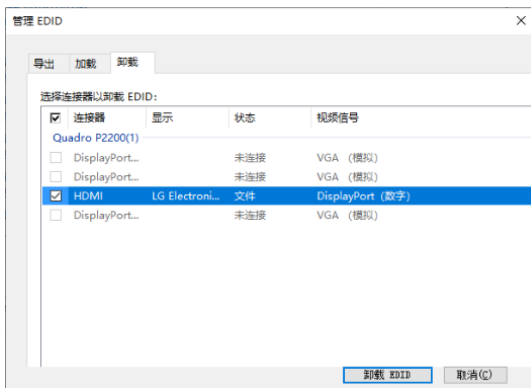 管理 EDID
导出 加载 卸载
选择连接器以卸载 EDID:
连接器 显示 状态 视频信号
Quadro P2200(1)
DisplayPort... 未连接 VGA (模拟)
DisplayPort... 未连接 VGA (模拟)
HDMI LG Electroni... 文件 DisplayPort (数字)
DisplayPort... 未连接 VGA (模拟)
卸载 EDID 取消(C)